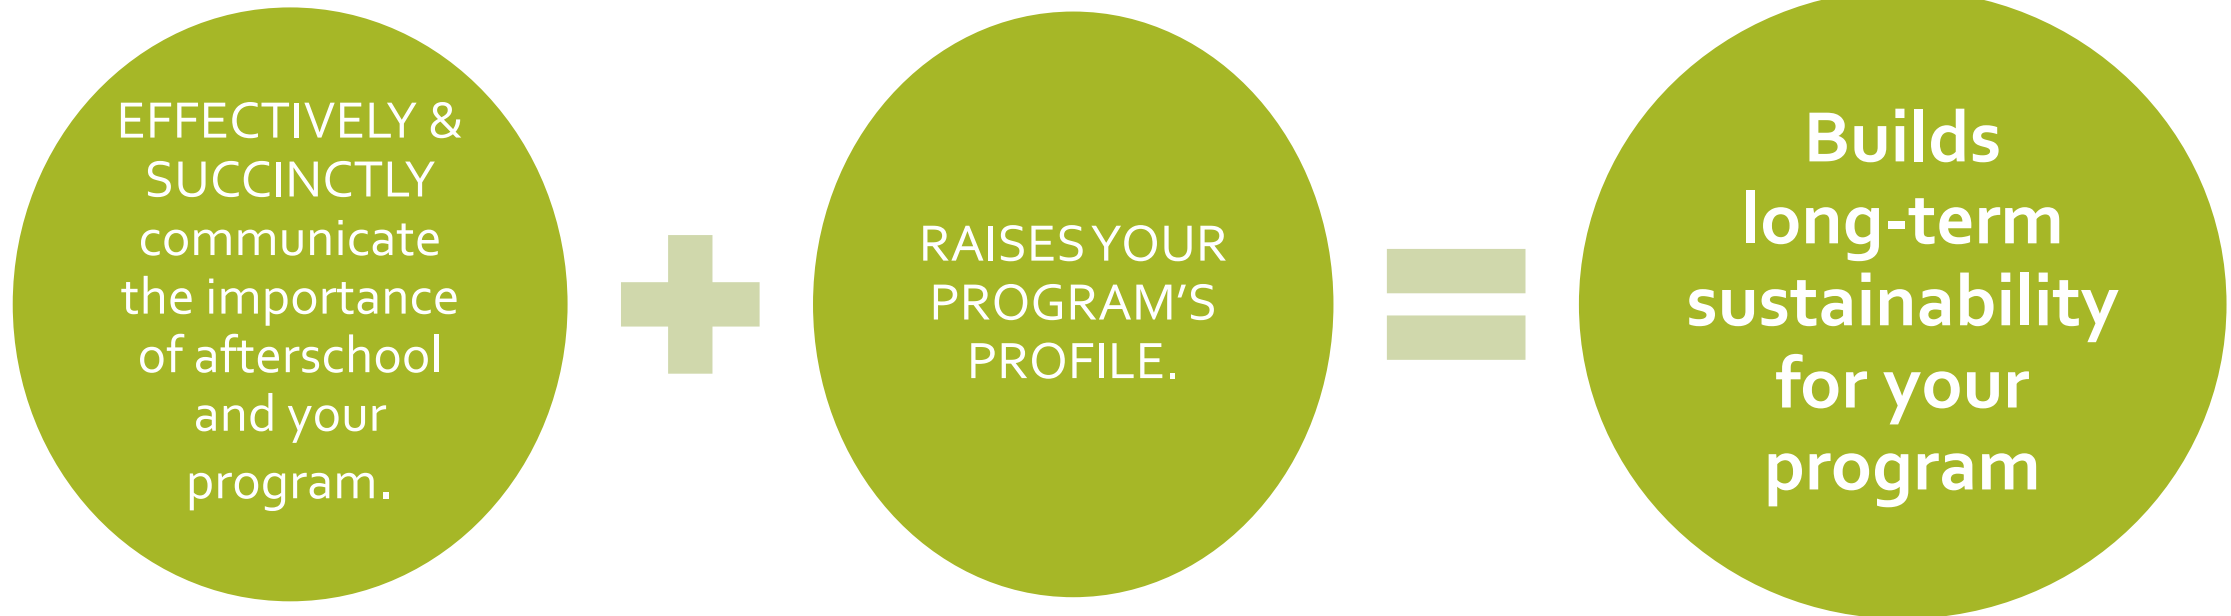 EFFECTIVELY &
SUCCINCTLY
communicate
the importance
of afterschool
and your
program.
RAISES YOUR
PROGRAM’S
PROFILE.
Builds
long-term
sustainability
for your
program